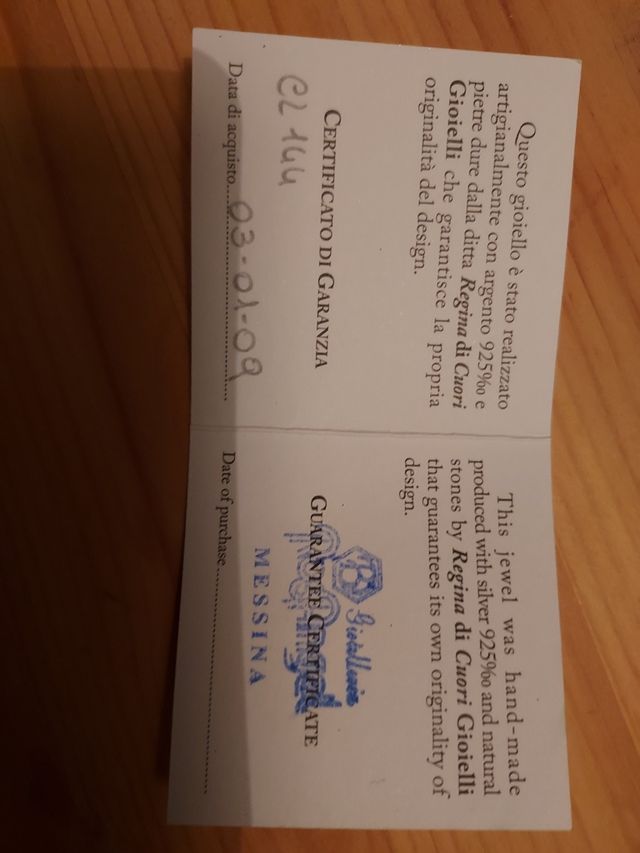 Questo gioiello è stato realizzato
artigianalmente con argento 925‰ e
pietre dure dalla ditta Regina di Cuori
Gioielli che garantisce la propria
originalità del design.
CERTIFICATO DI GARANZIA
CL 144
Data di acquisto 03-01-09
This jewel was hand-made
produced with silver 925‰ and natural
stones by Regina di Cuori Gioielli
that guarantees its own originality of
design.
Gioielleria
GUARANTEE CERTIFICATE
MESSINA
Date of purchase